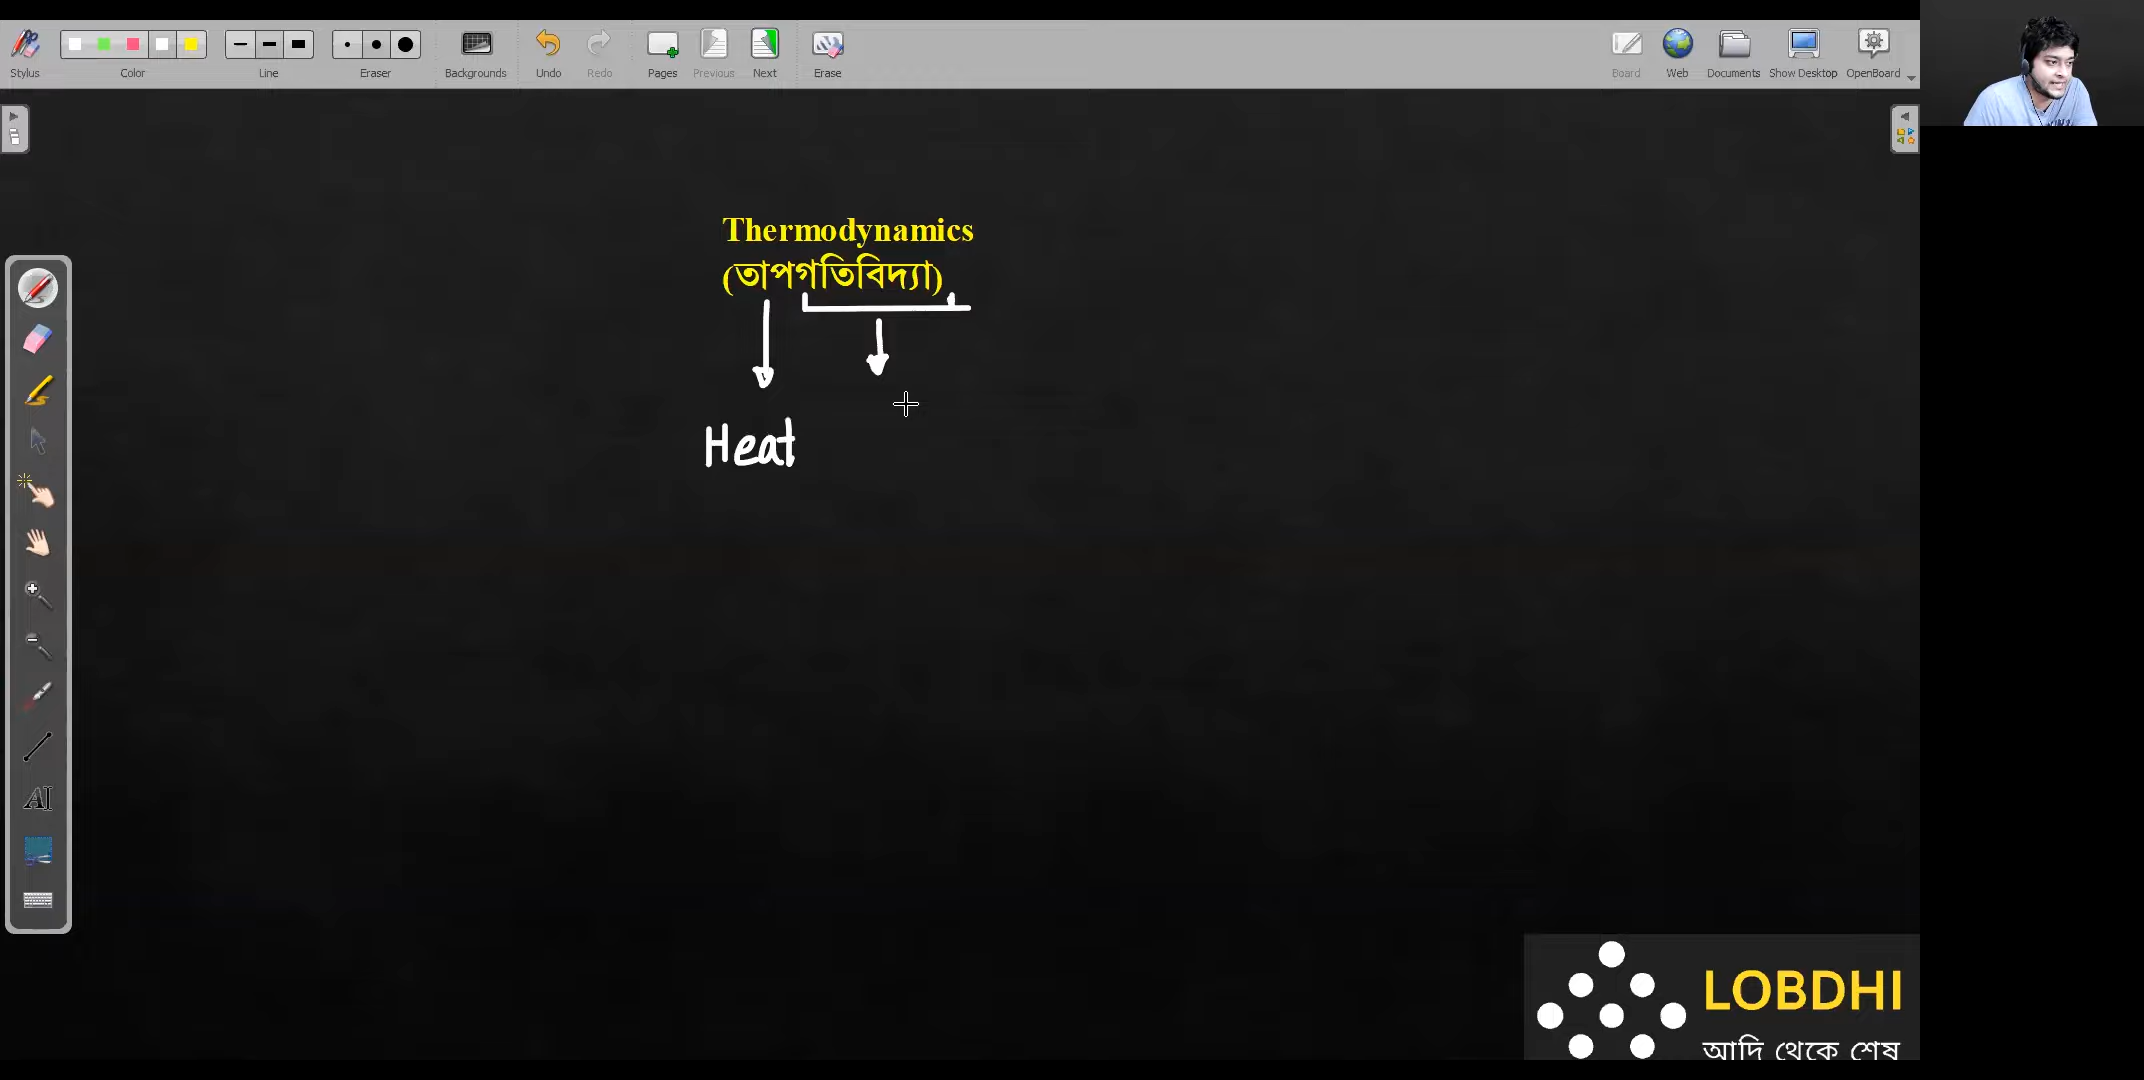 Stylus
Color
Line
Eraser
Backgrounds
Undo
Redo
Pages
Previous
Next
Erase
Board
Web
Documents
Show Desktop
OpenBoard
Thermodynamics
(তাপগতিবিদ্যা)
Heat
AI
LOBDHI
আদি থেকে শেষ